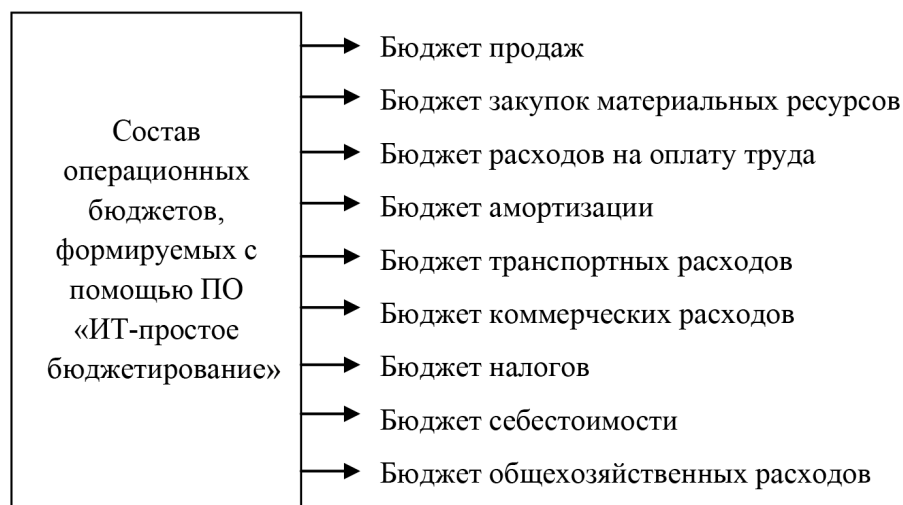 Состав
операционных
бюджетов,
формируемых с
помощью ПО
«ИТ-простое
бюджетирование»
Бюджет продаж
Бюджет закупок материальных ресурсов
Бюджет расходов на оплату труда
Бюджет амортизации
Бюджет транспортных расходов
Бюджет коммерческих расходов
Бюджет налогов
Бюджет себестоимости
Бюджет общехозяйственных расходов